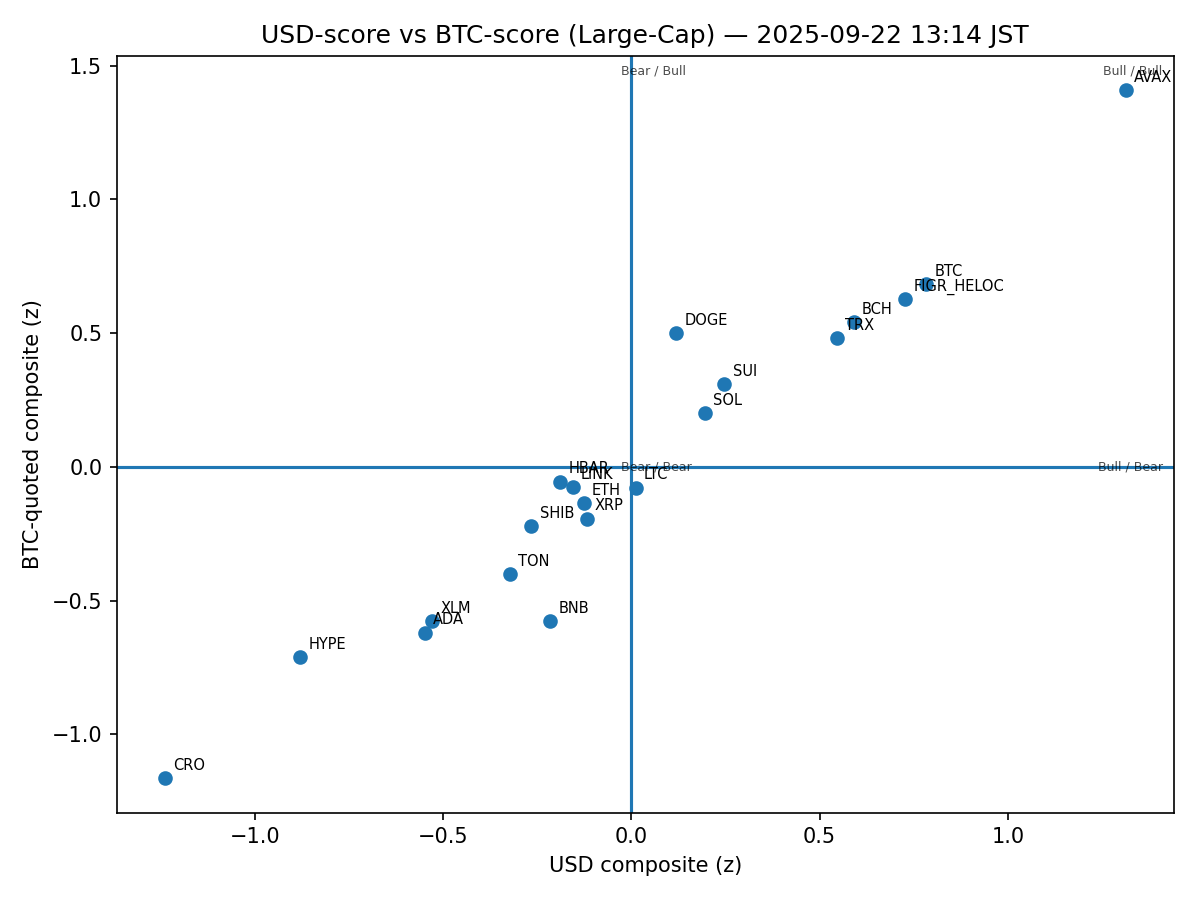 USD-score vs BTC-score (Large-Cap) — 2025-09-22 13:14 JST
Bear / Bull
Bull / Bull
AVAX
BTC
FIGR_HELOC
BCH
TRX
DOGE
SUI
SOL
Bear / Bear
Bull / Bear
HBAR
LINK
LTC
ETH
XRP
SHIB
TON
XLM
ADA
BNB
HYPE
CRO
1.5
1.0
0.5
0.0
−0.5
−1.0
BTC-quoted composite (z)
−1.0
−0.5
0.0
0.5
1.0
USD composite (z)